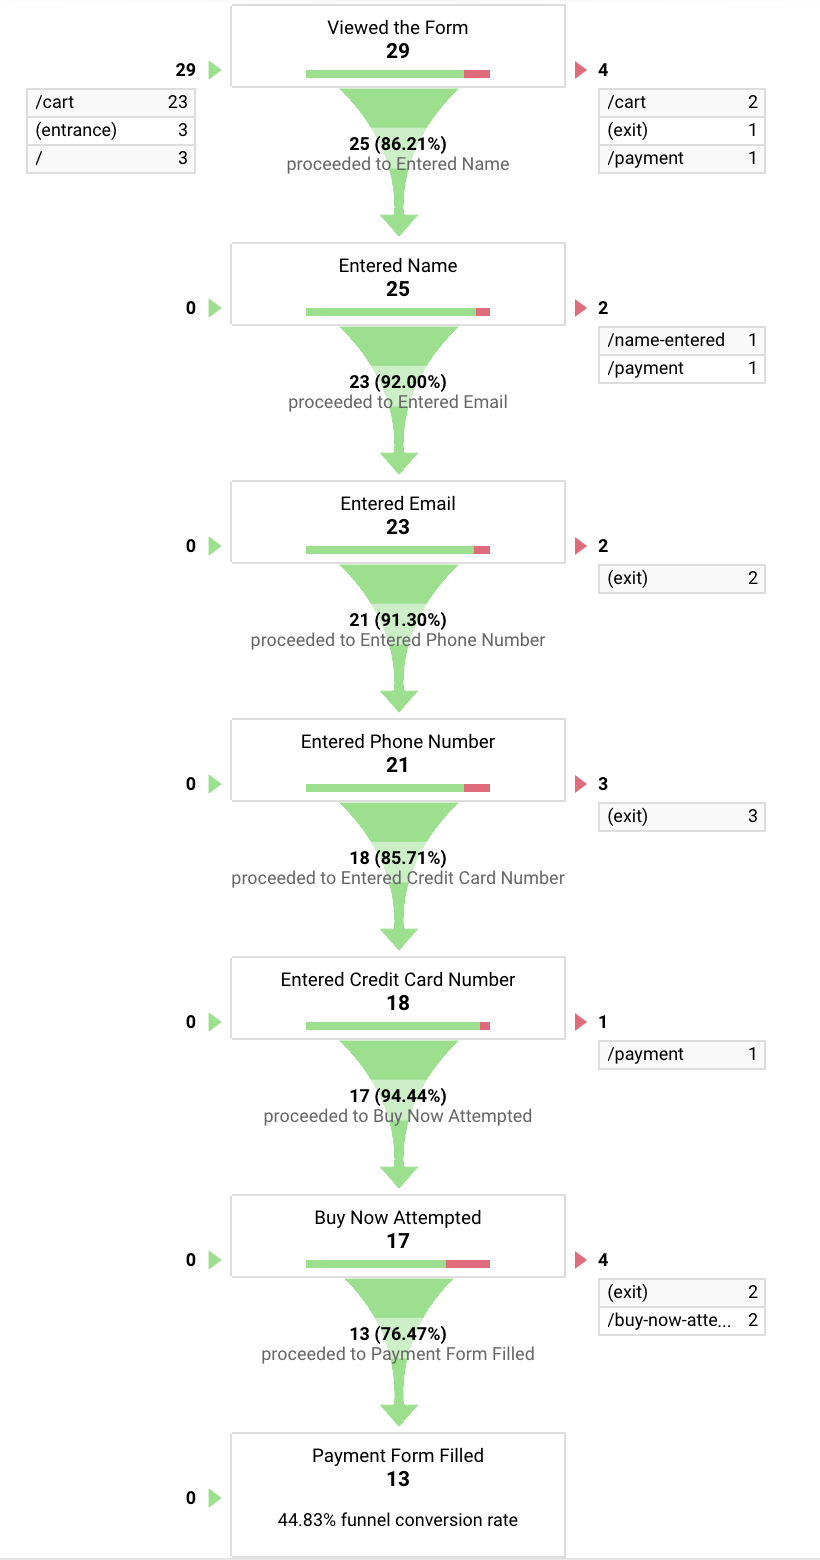 Viewed the Form
29
29
4
/cart 23
(entrance) 3
/ 3
/cart 2
(exit) 1
/payment 1
25 (86.21%)
proceeded to Entered Name
Entered Name
25
0
2
/name-entered 1
/payment 1
23 (92.00%)
proceeded to Entered Email
Entered Email
23
0
2
(exit) 2
21 (91.30%)
proceeded to Entered Phone Number
Entered Phone Number
21
0
3
(exit) 3
18 (85.71%)
proceeded to Entered Credit Card Number
Entered Credit Card Number
18
0
1
/payment 1
17 (94.44%)
proceeded to Buy Now Attempted
Buy Now Attempted
17
0
4
(exit) 2
/buy-now-atte... 2
13 (76.47%)
proceeded to Payment Form Filled
Payment Form Filled
13
0
44.83% funnel conversion rate